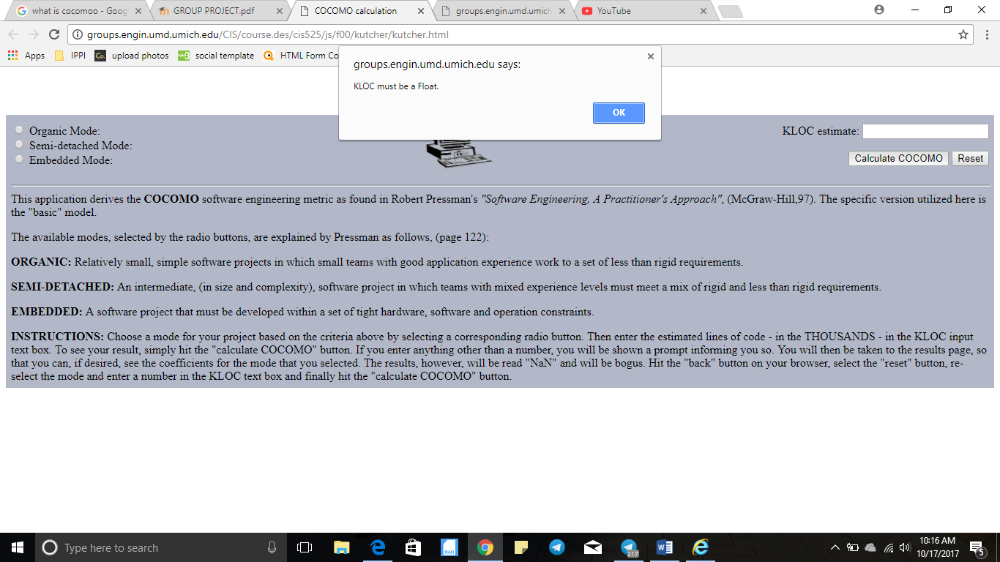 what is cocomoo - Goog
GROUP PROJECT.pdf
COCOMO calculation
groups.engin.umd.umich
YouTube
groups.engin.umd.umich.edu/CIS/course.des/cis525/js/f00/kutcher/kutcher.html
Apps
IPPI
Co.
upload photos
w3
social template
HTML Form Co
groups.engin.umd.umich.edu says:
KLOC must be a Float.
OK
Organic Mode:
Semi-detached Mode:
Embedded Mode:
KLOC estimate:
Calculate COCOMO
Reset
This application derives the COCOMO software engineering metric as found in Robert Pressman's "Software Engineering, A Practitioner's Approach", (McGraw-Hill,97). The specific version utilized here is
the "basic" model.
The available modes, selected by the radio buttons, are explained by Pressman as follows, (page 122):
ORGANIC: Relatively small, simple software projects in which small teams with good application experience work to a set of less than rigid requirements.
SEMI-DETACHED: An intermediate, (in size and complexity), software project in which teams with mixed experience levels must meet a mix of rigid and less than rigid requirements.
EMBEDDED: A software project that must be developed within a set of tight hardware, software and operation constraints.
INSTRUCTIONS: Choose a mode for your project based on the criteria above by selecting a corresponding radio button. Then enter the estimated lines of code - in the THOUSANDS - in the KLOC input
text box. To see your result, simply hit the "calculate COCOMO" button. If you enter anything other than a number, you will be shown a prompt informing you so. You will then be taken to the results page, so
that you can, if desired, see the coefficients for the mode that you selected. The results, however, will be read "NaN" and will be bogus. Hit the "back" button on your browser, select the "reset" button, re-
select the mode and enter a number in the KLOC text box and finally hit the "calculate COCOMO" button.
Type here to search
RAR
217
10:16 AM
10/17/2017
5